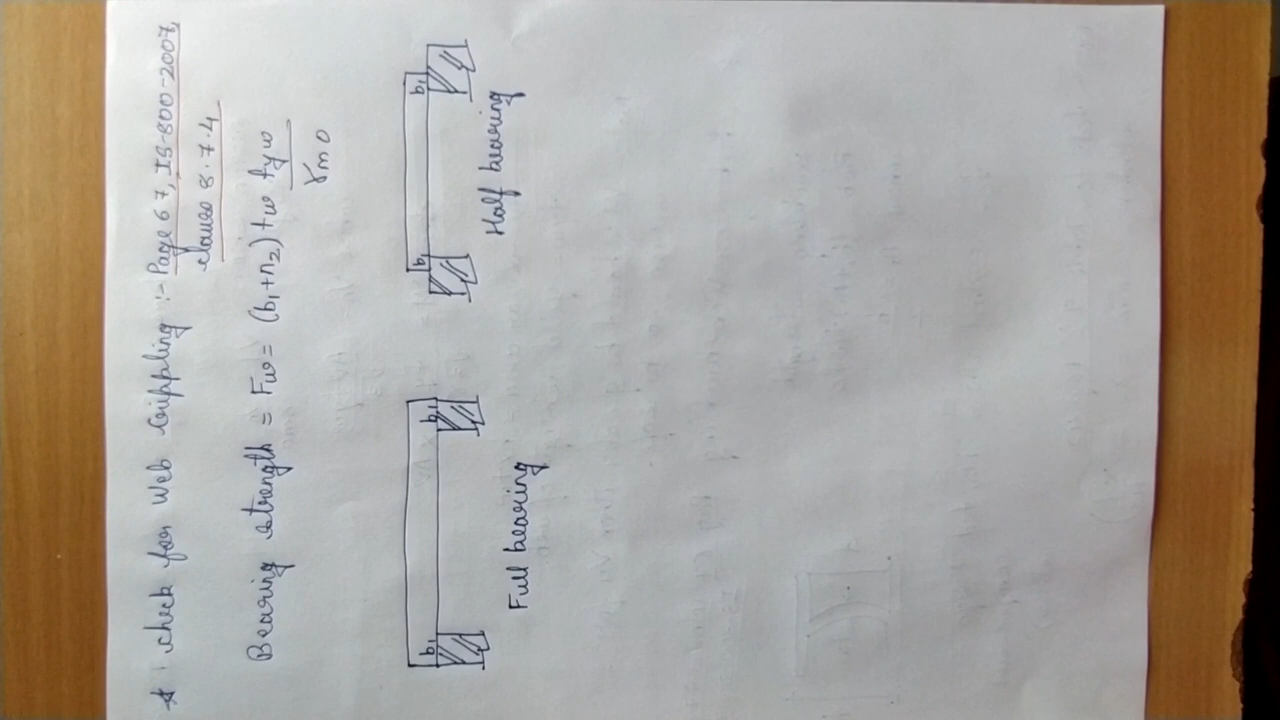 * check for Web crippling :- Page 67, IS-800-2007,
clause 8.7.4
Bearing strength = Fw = (b₁+n₂) tw fyw
γm0
b₁ b₁ b₁ b₁
Full bearing Half bearing